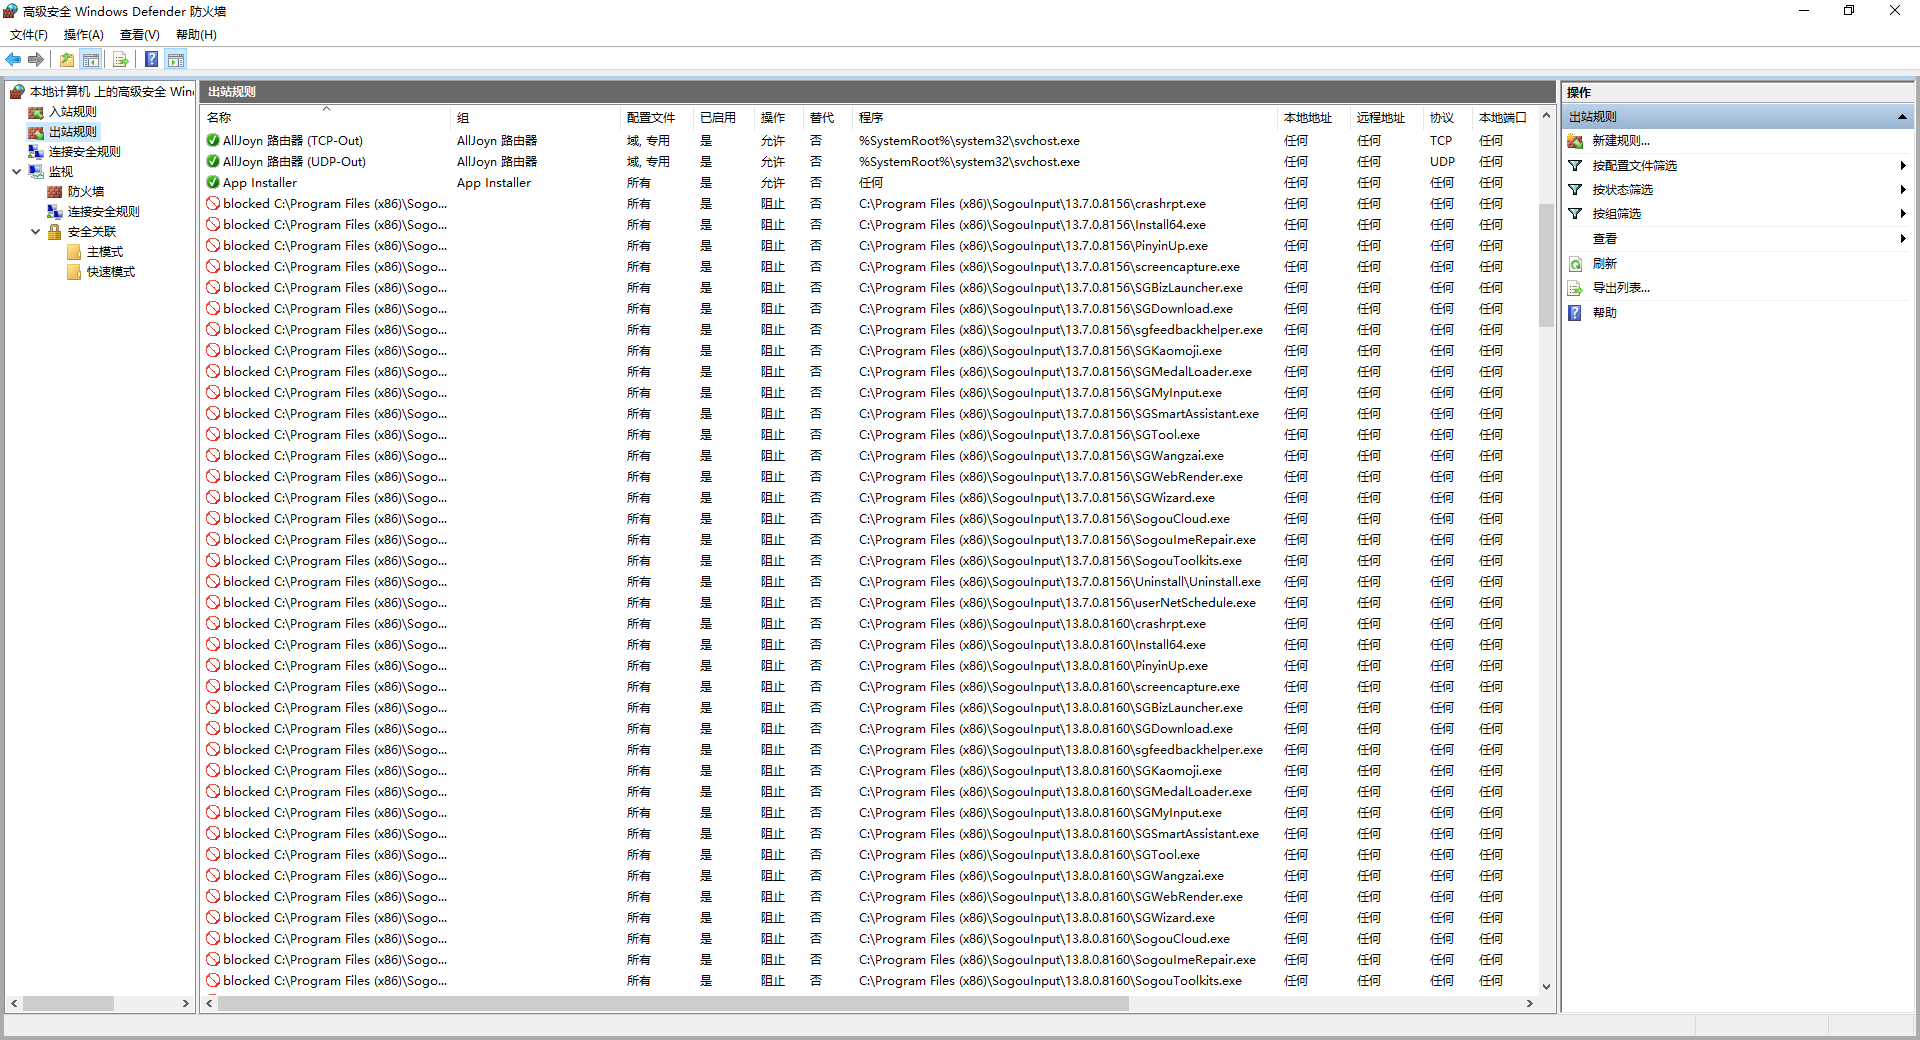 高级安全 Windows Defender 防火墙
文件(F) 操作(A) 查看(V) 帮助(H)
本地计算机 上的高级安全 Win
入站规则
出站规则
连接安全规则
监视
防火墙
连接安全规则
安全关联
主模式
快速模式
出站规则
名称 组 配置文件 已启用 操作 替代 程序 本地地址 远程地址 协议 本地端口
AllJoyn 路由器 (TCP-Out) AllJoyn 路由器 域, 专用 是 允许 否 %SystemRoot%\system32\svchost.exe 任何 任何 TCP 任何
AllJoyn 路由器 (UDP-Out) AllJoyn 路由器 域, 专用 是 允许 否 %SystemRoot%\system32\svchost.exe 任何 任何 UDP 任何
App Installer App Installer 所有 是 允许 否 任何 任何 任何 任何 任何
blocked C:\Program Files (x86)\Sogo... 所有 是 阻止 否 C:\Program Files (x86)\SogouInput\13.7.0.8156\crashrpt.exe 任何 任何 任何 任何
blocked C:\Program Files (x86)\Sogo... 所有 是 阻止 否 C:\Program Files (x86)\SogouInput\13.7.0.8156\Install64.exe 任何 任何 任何 任何
blocked C:\Program Files (x86)\Sogo... 所有 是 阻止 否 C:\Program Files (x86)\SogouInput\13.7.0.8156\PinyinUp.exe 任何 任何 任何 任何
blocked C:\Program Files (x86)\Sogo... 所有 是 阻止 否 C:\Program Files (x86)\SogouInput\13.7.0.8156\screencapture.exe 任何 任何 任何 任何
blocked C:\Program Files (x86)\Sogo... 所有 是 阻止 否 C:\Program Files (x86)\SogouInput\13.7.0.8156\SGBizLauncher.exe 任何 任何 任何 任何
blocked C:\Program Files (x86)\Sogo... 所有 是 阻止 否 C:\Program Files (x86)\SogouInput\13.7.0.8156\SGDownload.exe 任何 任何 任何 任何
blocked C:\Program Files (x86)\Sogo... 所有 是 阻止 否 C:\Program Files (x86)\SogouInput\13.7.0.8156\sgfeedbackhelper.exe 任何 任何 任何 任何
blocked C:\Program Files (x86)\Sogo... 所有 是 阻止 否 C:\Program Files (x86)\SogouInput\13.7.0.8156\SGKaomoji.exe 任何 任何 任何 任何
blocked C:\Program Files (x86)\Sogo... 所有 是 阻止 否 C:\Program Files (x86)\SogouInput\13.7.0.8156\SGMedalLoader.exe 任何 任何 任何 任何
blocked C:\Program Files (x86)\Sogo... 所有 是 阻止 否 C:\Program Files (x86)\SogouInput\13.7.0.8156\SGMyInput.exe 任何 任何 任何 任何
blocked C:\Program Files (x86)\Sogo... 所有 是 阻止 否 C:\Program Files (x86)\SogouInput\13.7.0.8156\SGSmartAssistant.exe 任何 任何 任何 任何
blocked C:\Program Files (x86)\Sogo... 所有 是 阻止 否 C:\Program Files (x86)\SogouInput\13.7.0.8156\SGTool.exe 任何 任何 任何 任何
blocked C:\Program Files (x86)\Sogo... 所有 是 阻止 否 C:\Program Files (x86)\SogouInput\13.7.0.8156\SGWangzai.exe 任何 任何 任何 任何
blocked C:\Program Files (x86)\Sogo... 所有 是 阻止 否 C:\Program Files (x86)\SogouInput\13.7.0.8156\SGWebRender.exe 任何 任何 任何 任何
blocked C:\Program Files (x86)\Sogo... 所有 是 阻止 否 C:\Program Files (x86)\SogouInput\13.7.0.8156\SGWizard.exe 任何 任何 任何 任何
blocked C:\Program Files (x86)\Sogo... 所有 是 阻止 否 C:\Program Files (x86)\SogouInput\13.7.0.8156\SogouCloud.exe 任何 任何 任何 任何
blocked C:\Program Files (x86)\Sogo... 所有 是 阻止 否 C:\Program Files (x86)\SogouInput\13.7.0.8156\SogouImeRepair.exe 任何 任何 任何 任何
blocked C:\Program Files (x86)\Sogo... 所有 是 阻止 否 C:\Program Files (x86)\SogouInput\13.7.0.8156\SogouToolkits.exe 任何 任何 任何 任何
blocked C:\Program Files (x86)\Sogo... 所有 是 阻止 否 C:\Program Files (x86)\SogouInput\13.7.0.8156\Uninstall\Uninstall.exe 任何 任何 任何 任何
blocked C:\Program Files (x86)\Sogo... 所有 是 阻止 否 C:\Program Files (x86)\SogouInput\13.7.0.8156\userNetSchedule.exe 任何 任何 任何 任何
blocked C:\Program Files (x86)\Sogo... 所有 是 阻止 否 C:\Program Files (x86)\SogouInput\13.8.0.8160\crashrpt.exe 任何 任何 任何 任何
blocked C:\Program Files (x86)\Sogo... 所有 是 阻止 否 C:\Program Files (x86)\SogouInput\13.8.0.8160\Install64.exe 任何 任何 任何 任何
blocked C:\Program Files (x86)\Sogo... 所有 是 阻止 否 C:\Program Files (x86)\SogouInput\13.8.0.8160\PinyinUp.exe 任何 任何 任何 任何
blocked C:\Program Files (x86)\Sogo... 所有 是 阻止 否 C:\Program Files (x86)\SogouInput\13.8.0.8160\screencapture.exe 任何 任何 任何 任何
blocked C:\Program Files (x86)\Sogo... 所有 是 阻止 否 C:\Program Files (x86)\SogouInput\13.8.0.8160\SGBizLauncher.exe 任何 任何 任何 任何
blocked C:\Program Files (x86)\Sogo... 所有 是 阻止 否 C:\Program Files (x86)\SogouInput\13.8.0.8160\SGDownload.exe 任何 任何 任何 任何
blocked C:\Program Files (x86)\Sogo... 所有 是 阻止 否 C:\Program Files (x86)\SogouInput\13.8.0.8160\sgfeedbackhelper.exe 任何 任何 任何 任何
blocked C:\Program Files (x86)\Sogo... 所有 是 阻止 否 C:\Program Files (x86)\SogouInput\13.8.0.8160\SGKaomoji.exe 任何 任何 任何 任何
blocked C:\Program Files (x86)\Sogo... 所有 是 阻止 否 C:\Program Files (x86)\SogouInput\13.8.0.8160\SGMedalLoader.exe 任何 任何 任何 任何
blocked C:\Program Files (x86)\Sogo... 所有 是 阻止 否 C:\Program Files (x86)\SogouInput\13.8.0.8160\SGMyInput.exe 任何 任何 任何 任何
blocked C:\Program Files (x86)\Sogo... 所有 是 阻止 否 C:\Program Files (x86)\SogouInput\13.8.0.8160\SGSmartAssistant.exe 任何 任何 任何 任何
blocked C:\Program Files (x86)\Sogo... 所有 是 阻止 否 C:\Program Files (x86)\SogouInput\13.8.0.8160\SGTool.exe 任何 任何 任何 任何
blocked C:\Program Files (x86)\Sogo... 所有 是 阻止 否 C:\Program Files (x86)\SogouInput\13.8.0.8160\SGWangzai.exe 任何 任何 任何 任何
blocked C:\Program Files (x86)\Sogo... 所有 是 阻止 否 C:\Program Files (x86)\SogouInput\13.8.0.8160\SGWebRender.exe 任何 任何 任何 任何
blocked C:\Program Files (x86)\Sogo... 所有 是 阻止 否 C:\Program Files (x86)\SogouInput\13.8.0.8160\SGWizard.exe 任何 任何 任何 任何
blocked C:\Program Files (x86)\Sogo... 所有 是 阻止 否 C:\Program Files (x86)\SogouInput\13.8.0.8160\SogouCloud.exe 任何 任何 任何 任何
blocked C:\Program Files (x86)\Sogo... 所有 是 阻止 否 C:\Program Files (x86)\SogouInput\13.8.0.8160\SogouImeRepair.exe 任何 任何 任何 任何
blocked C:\Program Files (x86)\Sogo... 所有 是 阻止 否 C:\Program Files (x86)\SogouInput\13.8.0.8160\SogouToolkits.exe 任何 任何 任何 任何
操作
出站规则
新建规则...
按配置文件筛选
按状态筛选
按组筛选
查看
刷新
导出列表...
帮助